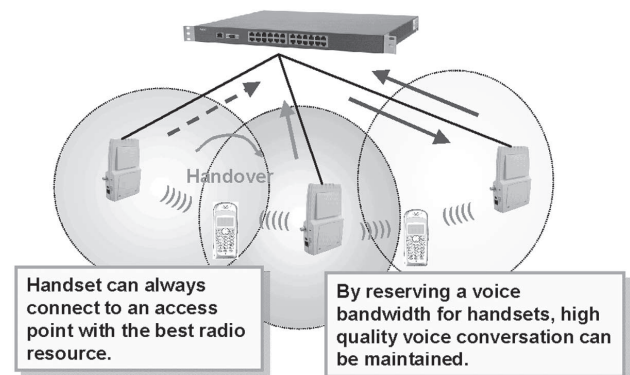 Handover
Handset can always
connect to an access
point with the best radio
resource.
By reserving a voice
bandwidth for handsets, high
quality voice conversation can
be maintained.